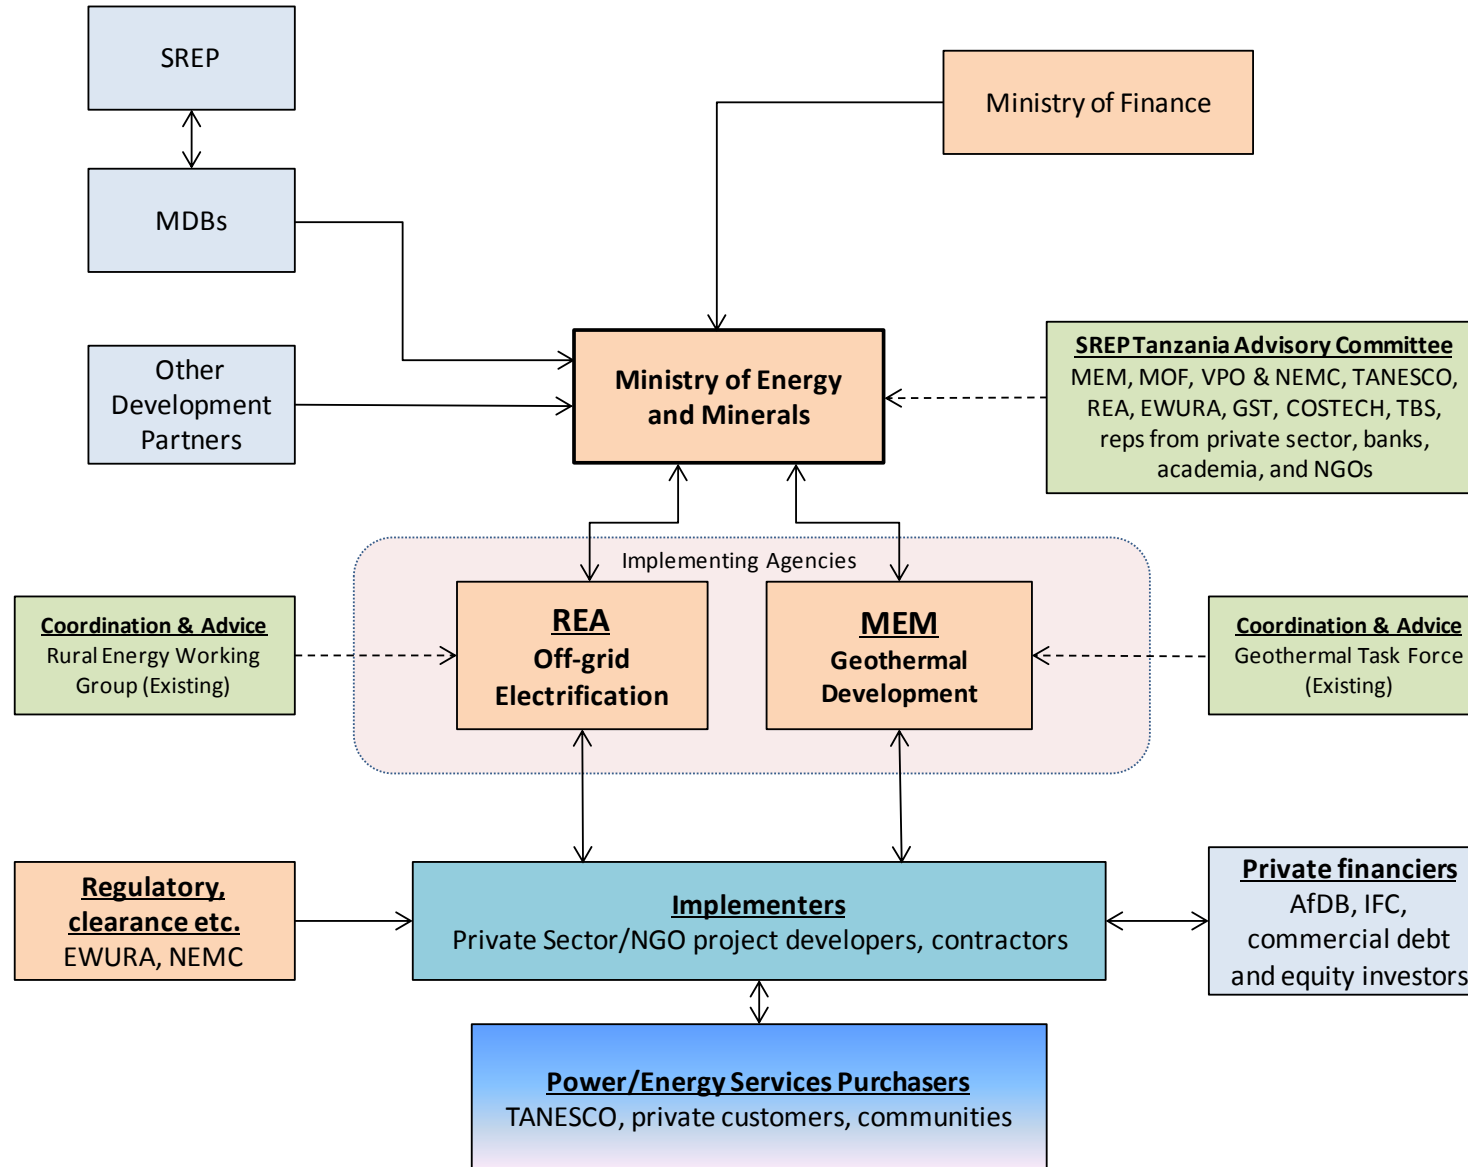 SREP
Ministry of Finance
MDBs
Other
Development
Partners
Ministry of Energy
and Minerals
SREP Tanzania Advisory Committee
MEM, MOF, VPO & NEMC, TANESCO,
REA, EWURA, GST, COSTECH, TBS,
reps from private sector, banks,
academia, and NGOs
Implementing Agencies
Coordination & Advice
Rural Energy Working
Group (Existing)
REA
Off-grid
Electrification
MEM
Geothermal
Development
Coordination & Advice
Geothermal Task Force
(Existing)
Regulatory,
clearance etc.
EWURA, NEMC
Implementers
Private Sector/NGO project developers, contractors
Private financiers
AfDB, IFC,
commercial debt
and equity investors
Power/Energy Services Purchasers
TANESCO, private customers, communities